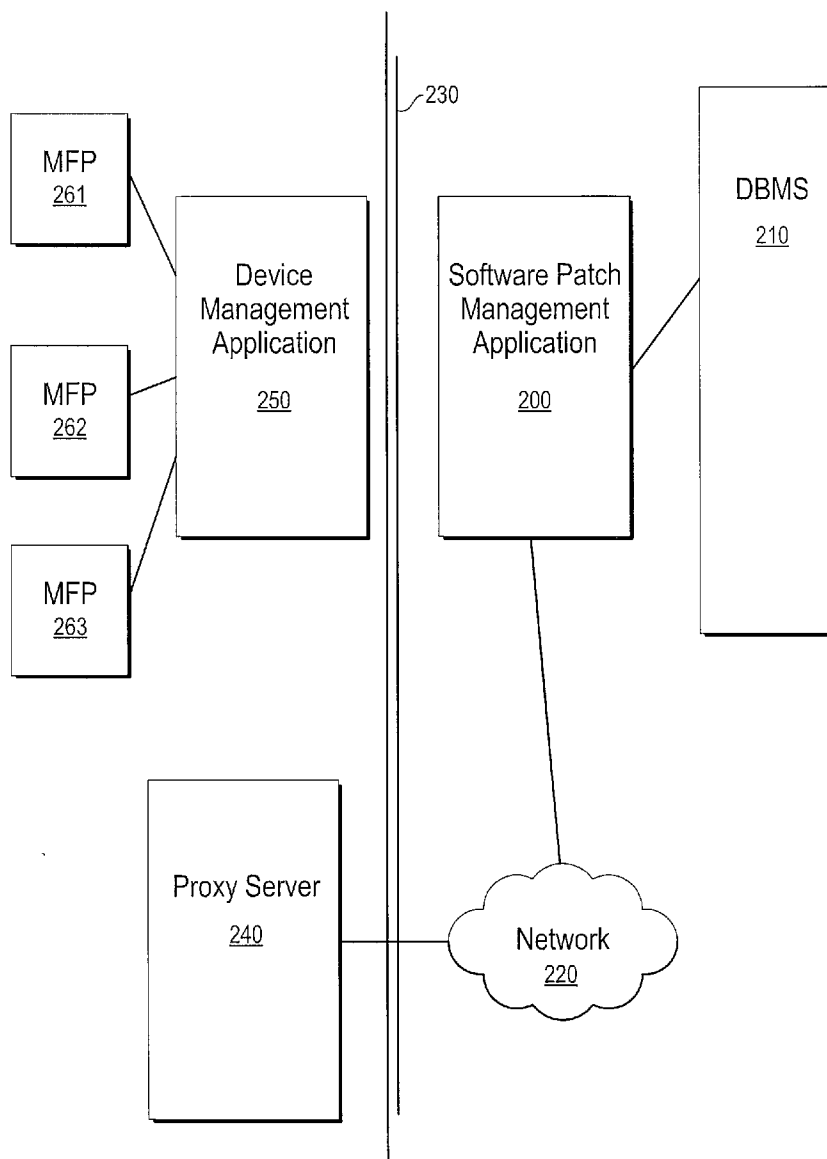 230
MFP
261
DBMS
210
Device
Management
Application
250
Software Patch
Management
Application
200
MFP
262
MFP
263
Proxy Server
240
Network
220